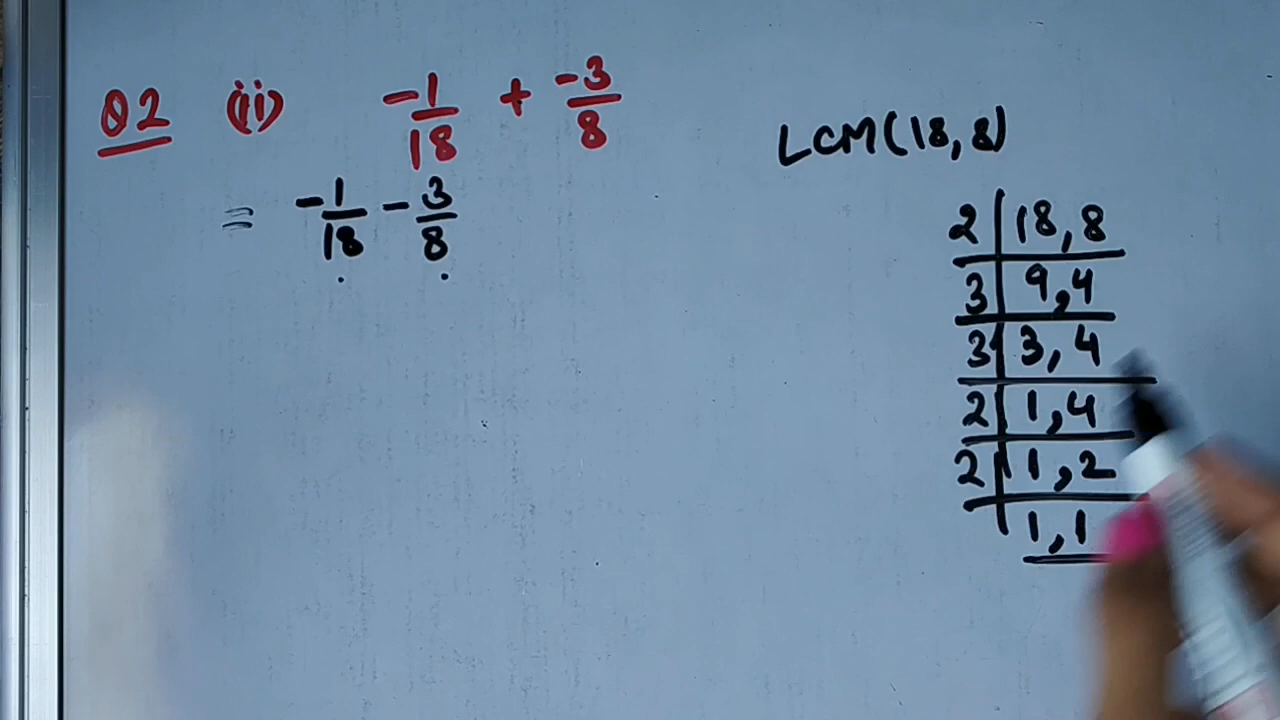 Q2 (ii) -1/18 + -3/8
= -1/18 - 3/8
LCM(18,8)
2 | 18,8
3 | 9,4
3 | 3,4
2 | 1,4
2 | 1,2
1,1